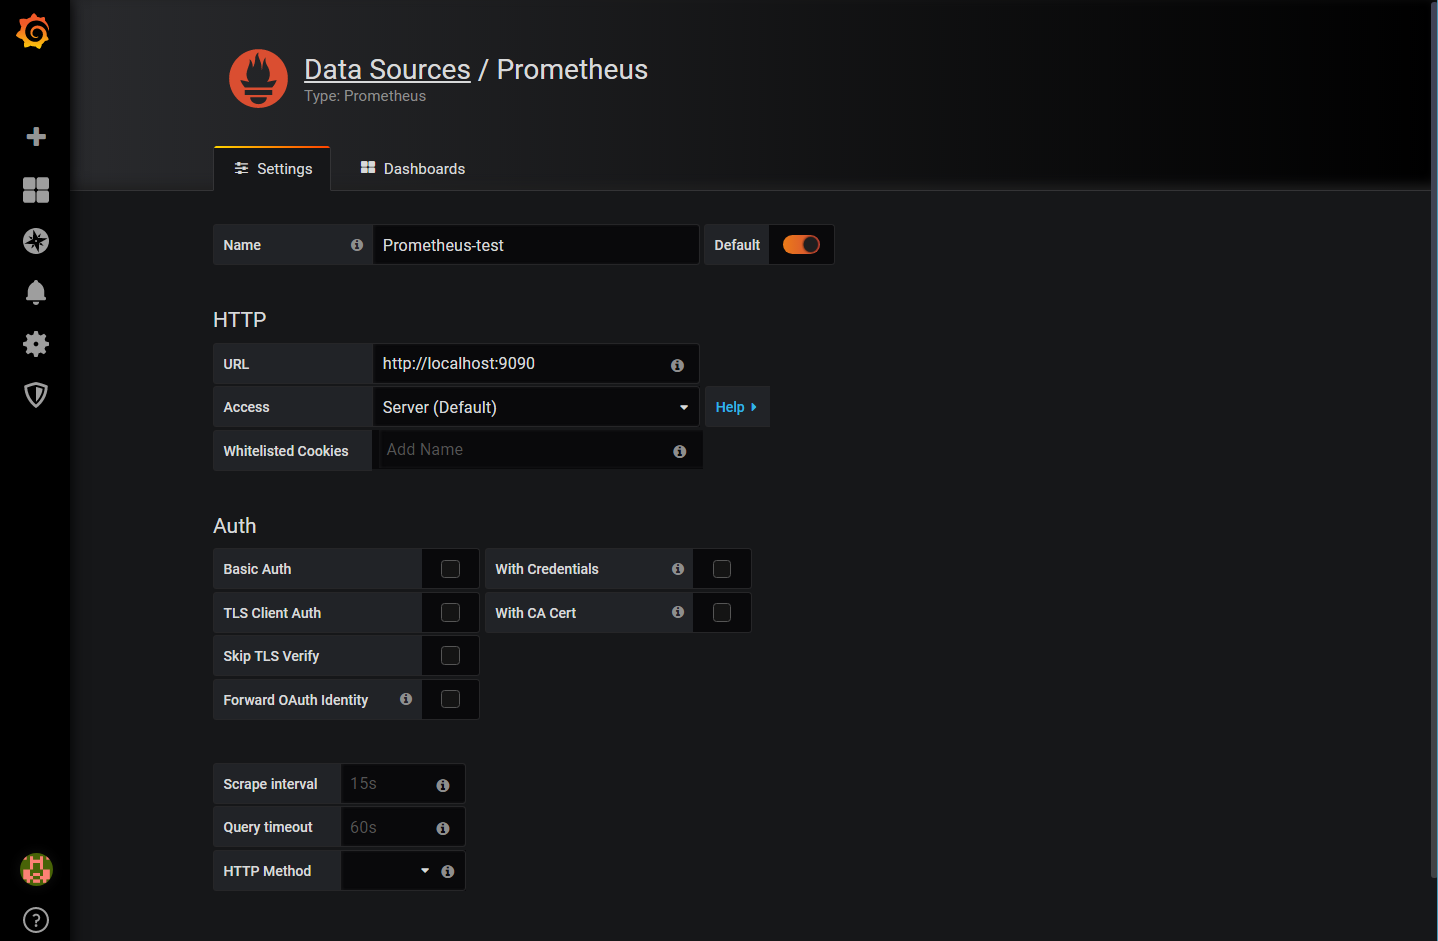 Data Sources / Prometheus
Type: Prometheus
Settings Dashboards
Name Prometheus-test Default
HTTP
URL http://localhost:9090
Access Server (Default) Help
Whitelisted Cookies Add Name
Auth
Basic Auth With Credentials
TLS Client Auth With CA Cert
Skip TLS Verify
Forward OAuth Identity
Scrape interval 15s
Query timeout 60s
HTTP Method